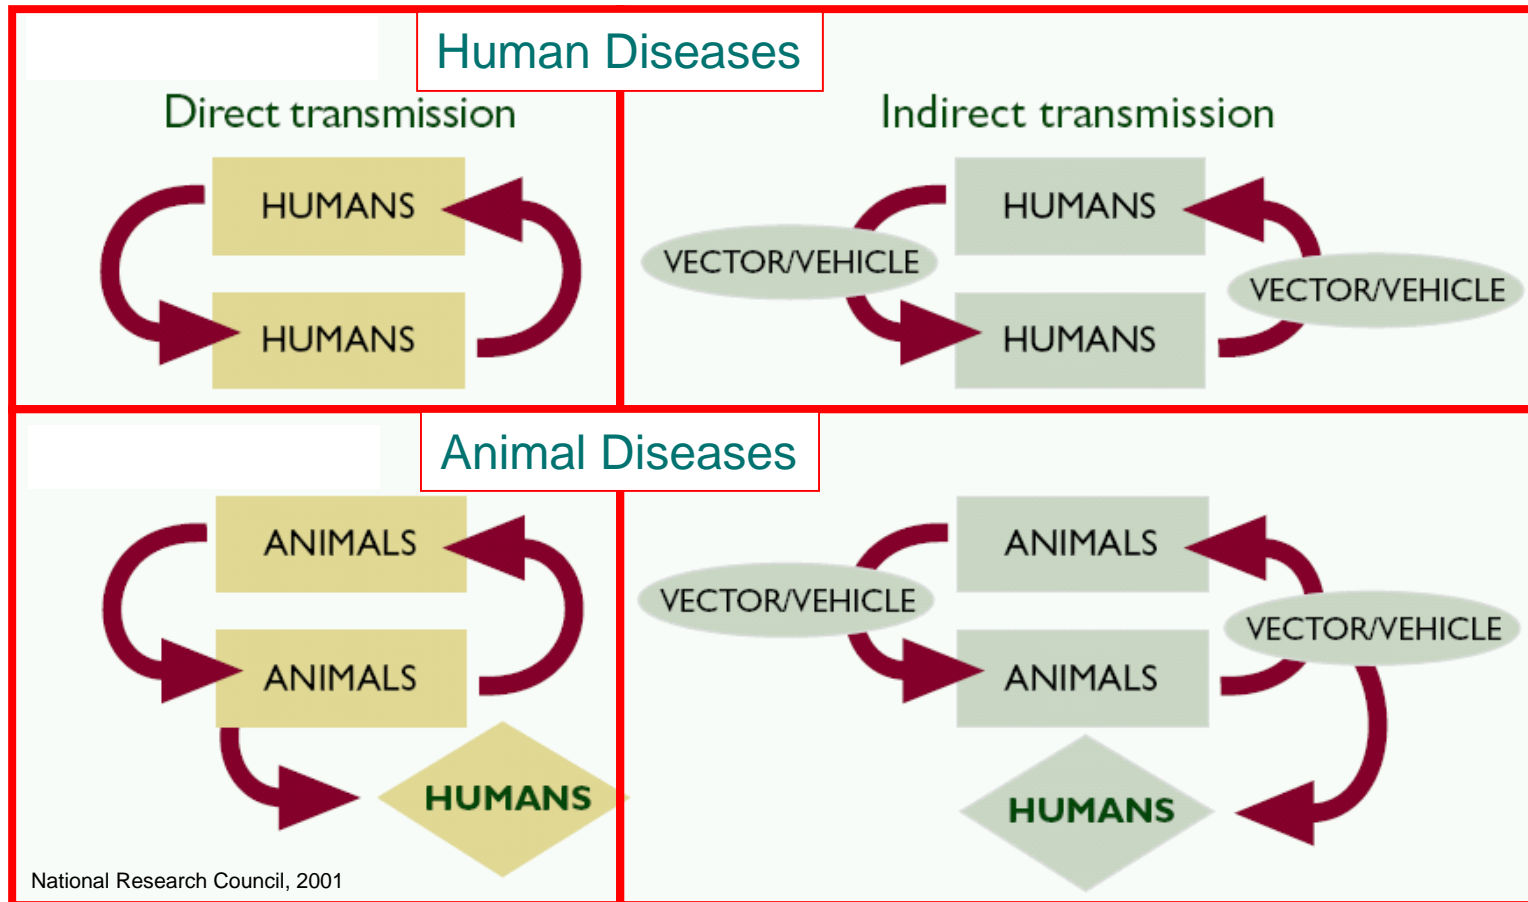 Human Diseases
Direct transmission
HUMANS
HUMANS
Indirect transmission
HUMANS
VECTOR/VEHICLE
VECTOR/VEHICLE
HUMANS
Animal Diseases
ANIMALS
ANIMALS
HUMANS
ANIMALS
VECTOR/VEHICLE
VECTOR/VEHICLE
ANIMALS
HUMANS
National Research Council, 2001